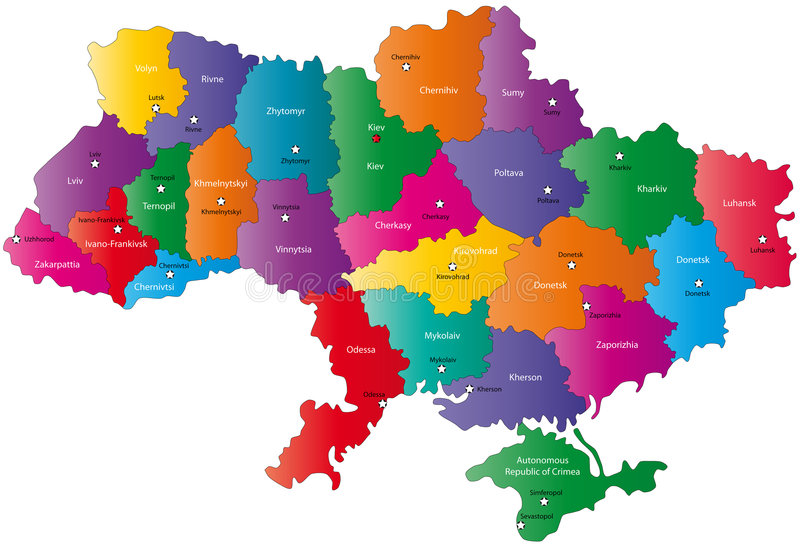 Volyn
Lutsk
Rivne
Rivne
Zhytomyr
Zhytomyr
Kiev
Kiev
Chernihiv
Chernihiv
Sumy
Sumy
Lviv
Lviv
Ternopil
Ternopil
Khmelnytskyi
Khmelnytskyi
Vinnytsia
Vinnytsia
Cherkasy
Cherkasy
Poltava
Poltava
Kharkiv
Kharkiv
Luhansk
Luhansk
Uzhhorod
Zakarpattia
Ivano-Frankivsk
Ivano-Frankivsk
Chernivtsi
Chernivtsi
Kirovohrad
Kirovohrad
Donetsk
Donetsk
Donetsk
Donetsk
Zaporizhia
Zaporizhia
Odessa
Odessa
Mykolaiv
Mykolaiv
Kherson
Kherson
Autonomous
Republic of Crimea
Simferopol
Sevastopol
dreamstime